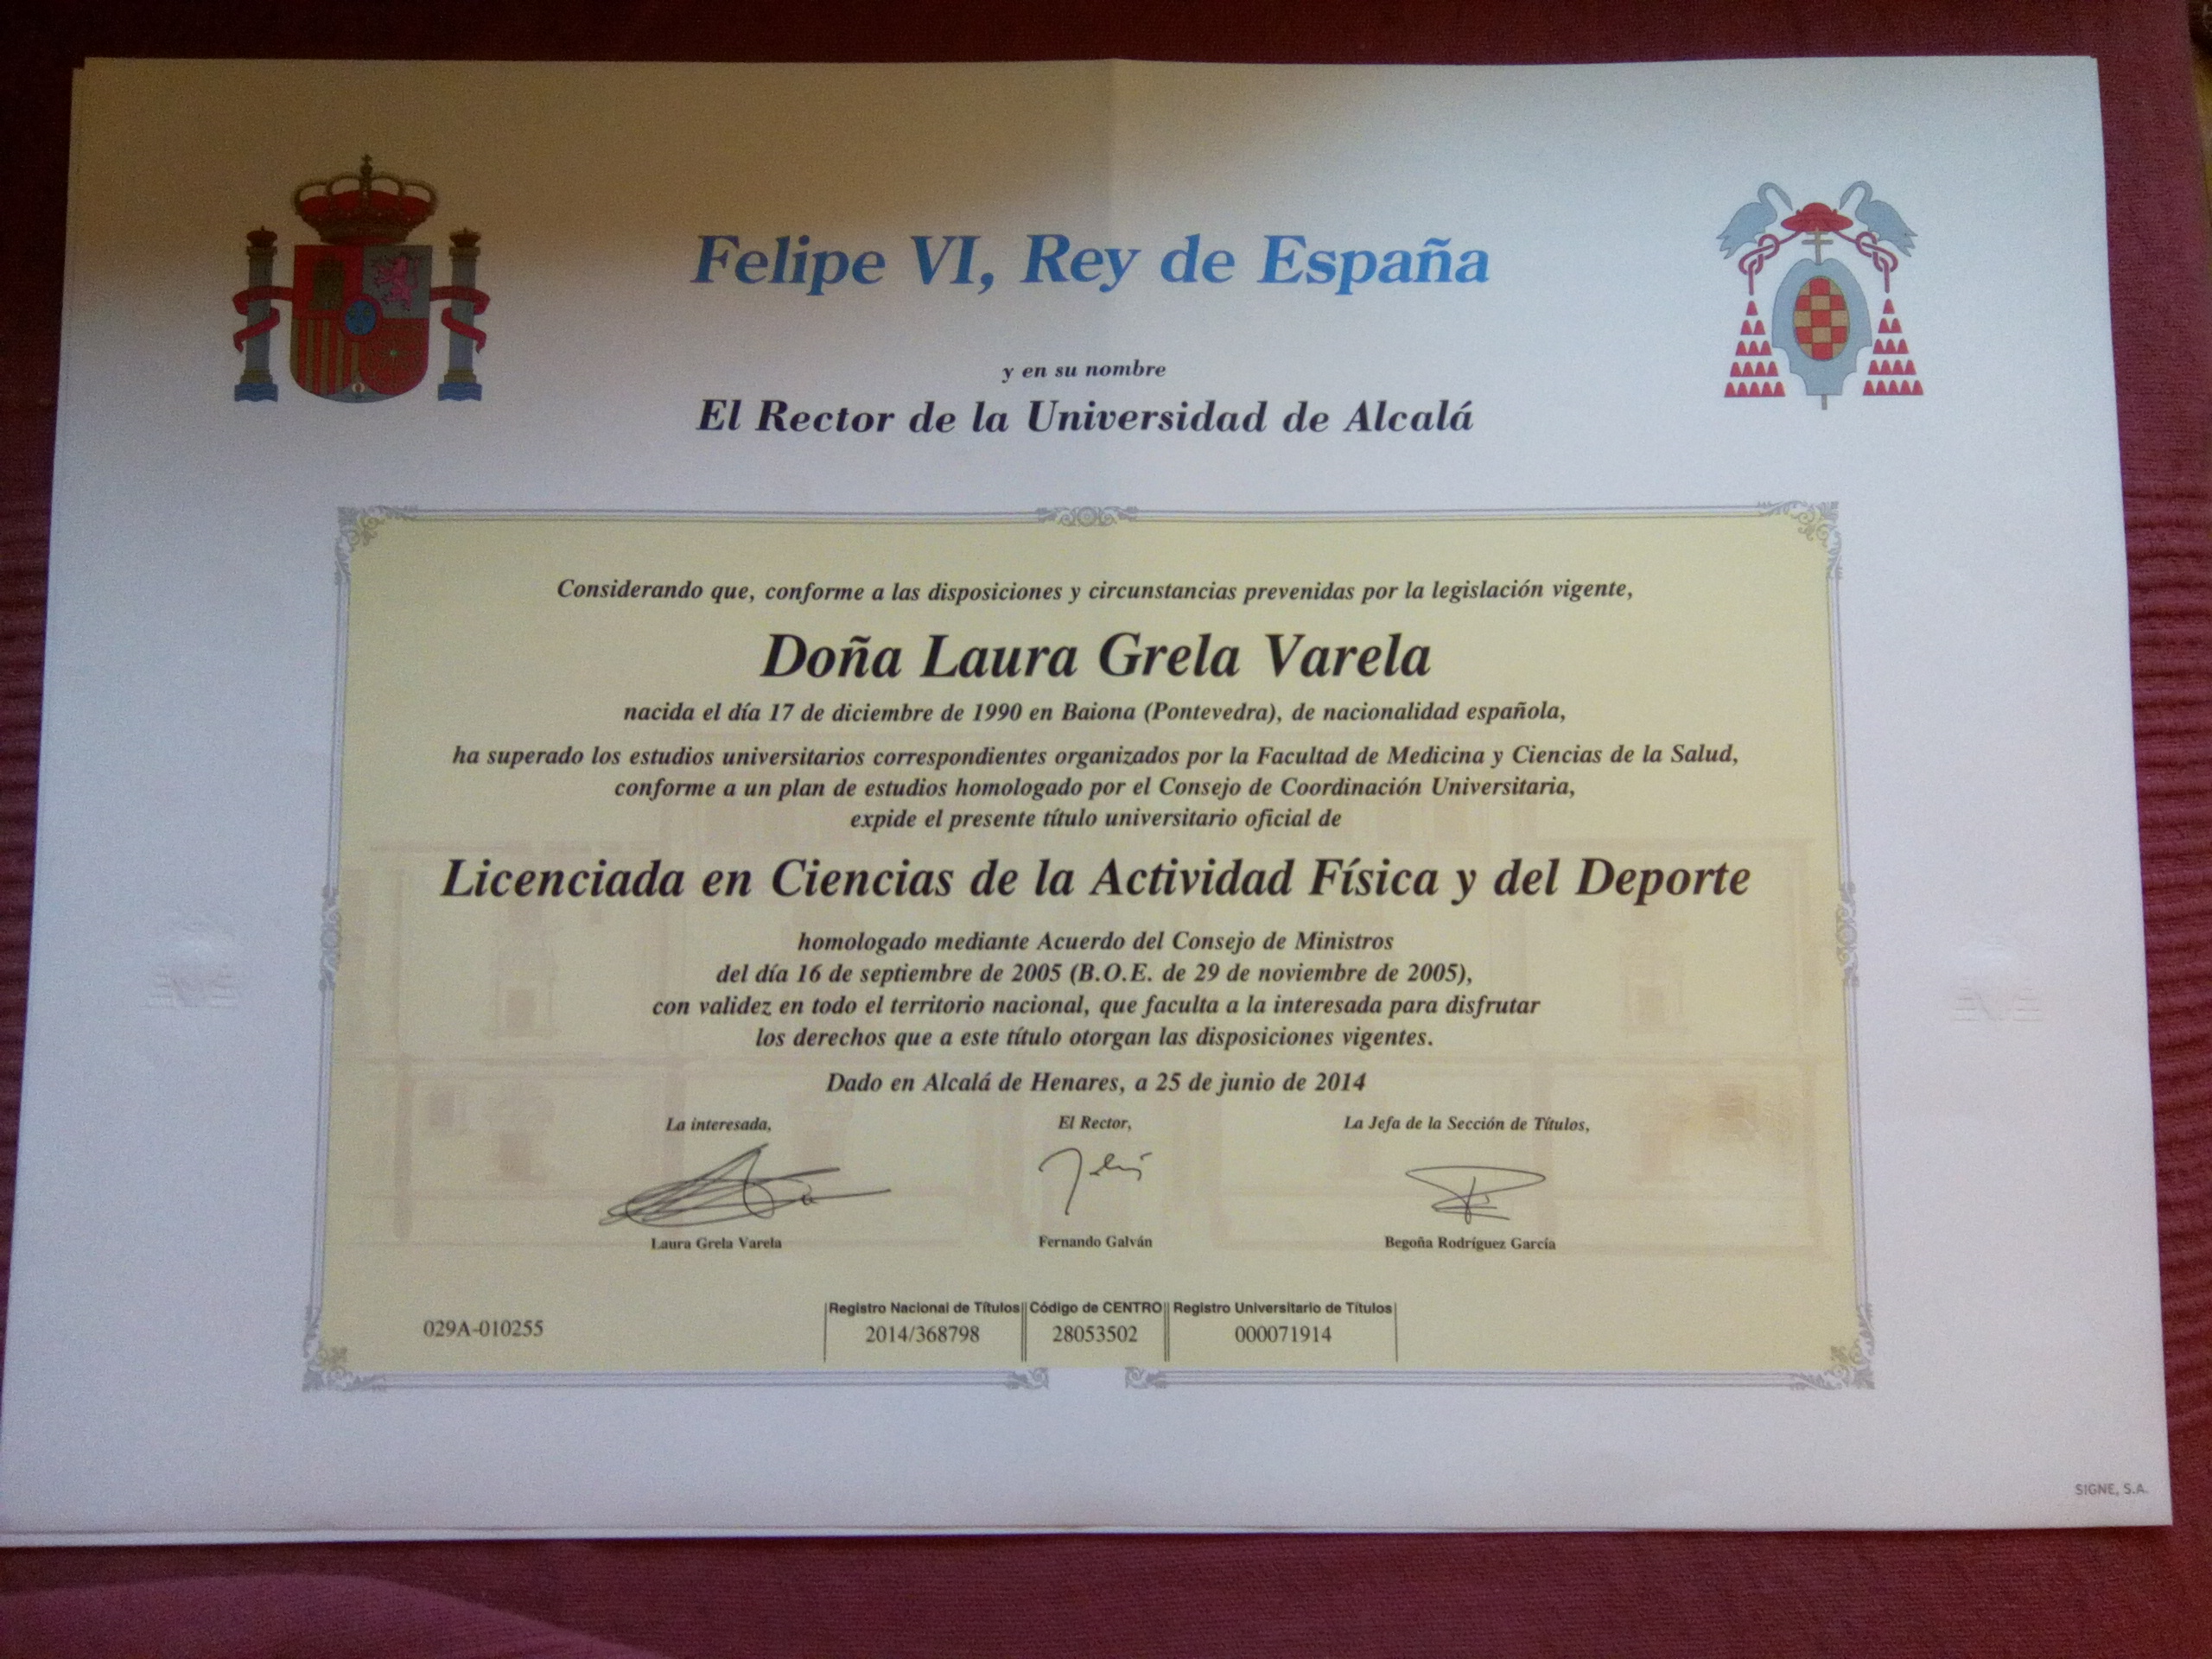 Felipe VI, Rey de España
y en su nombre
El Rector de la Universidad de Alcalá
Considerando que, conforme a las disposiciones y circunstancias prevenidas por la legislación vigente,
Doña Laura Grela Varela
nacida el día 17 de diciembre de 1990 en Baiona (Pontevedra), de nacionalidad española,
ha superado los estudios universitarios correspondientes organizados por la Facultad de Medicina y Ciencias de la Salud,
conforme a un plan de estudios homologado por el Consejo de Coordinación Universitaria,
expide el presente título universitario oficial de
Licenciada en Ciencias de la Actividad Física y del Deporte
homologado mediante Acuerdo del Consejo de Ministros
del día 16 de septiembre de 2005 (B.O.E. de 29 de noviembre de 2005),
con validez en todo el territorio nacional, que faculta a la interesada para disfrutar
los derechos que a este título otorgan las disposiciones vigentes.
Dado en Alcalá de Henares, a 25 de junio de 2014
La interesada, El Rector, La Jefa de la Sección de Títulos,
Laura Grela Varela Fernando Galván Begoña Rodríguez García
Registro Nacional de Títulos Código de CENTRO Registro Universitario de Títulos
029A-010255 2014/368798 28053502 000071914
SIGNE, S.A.